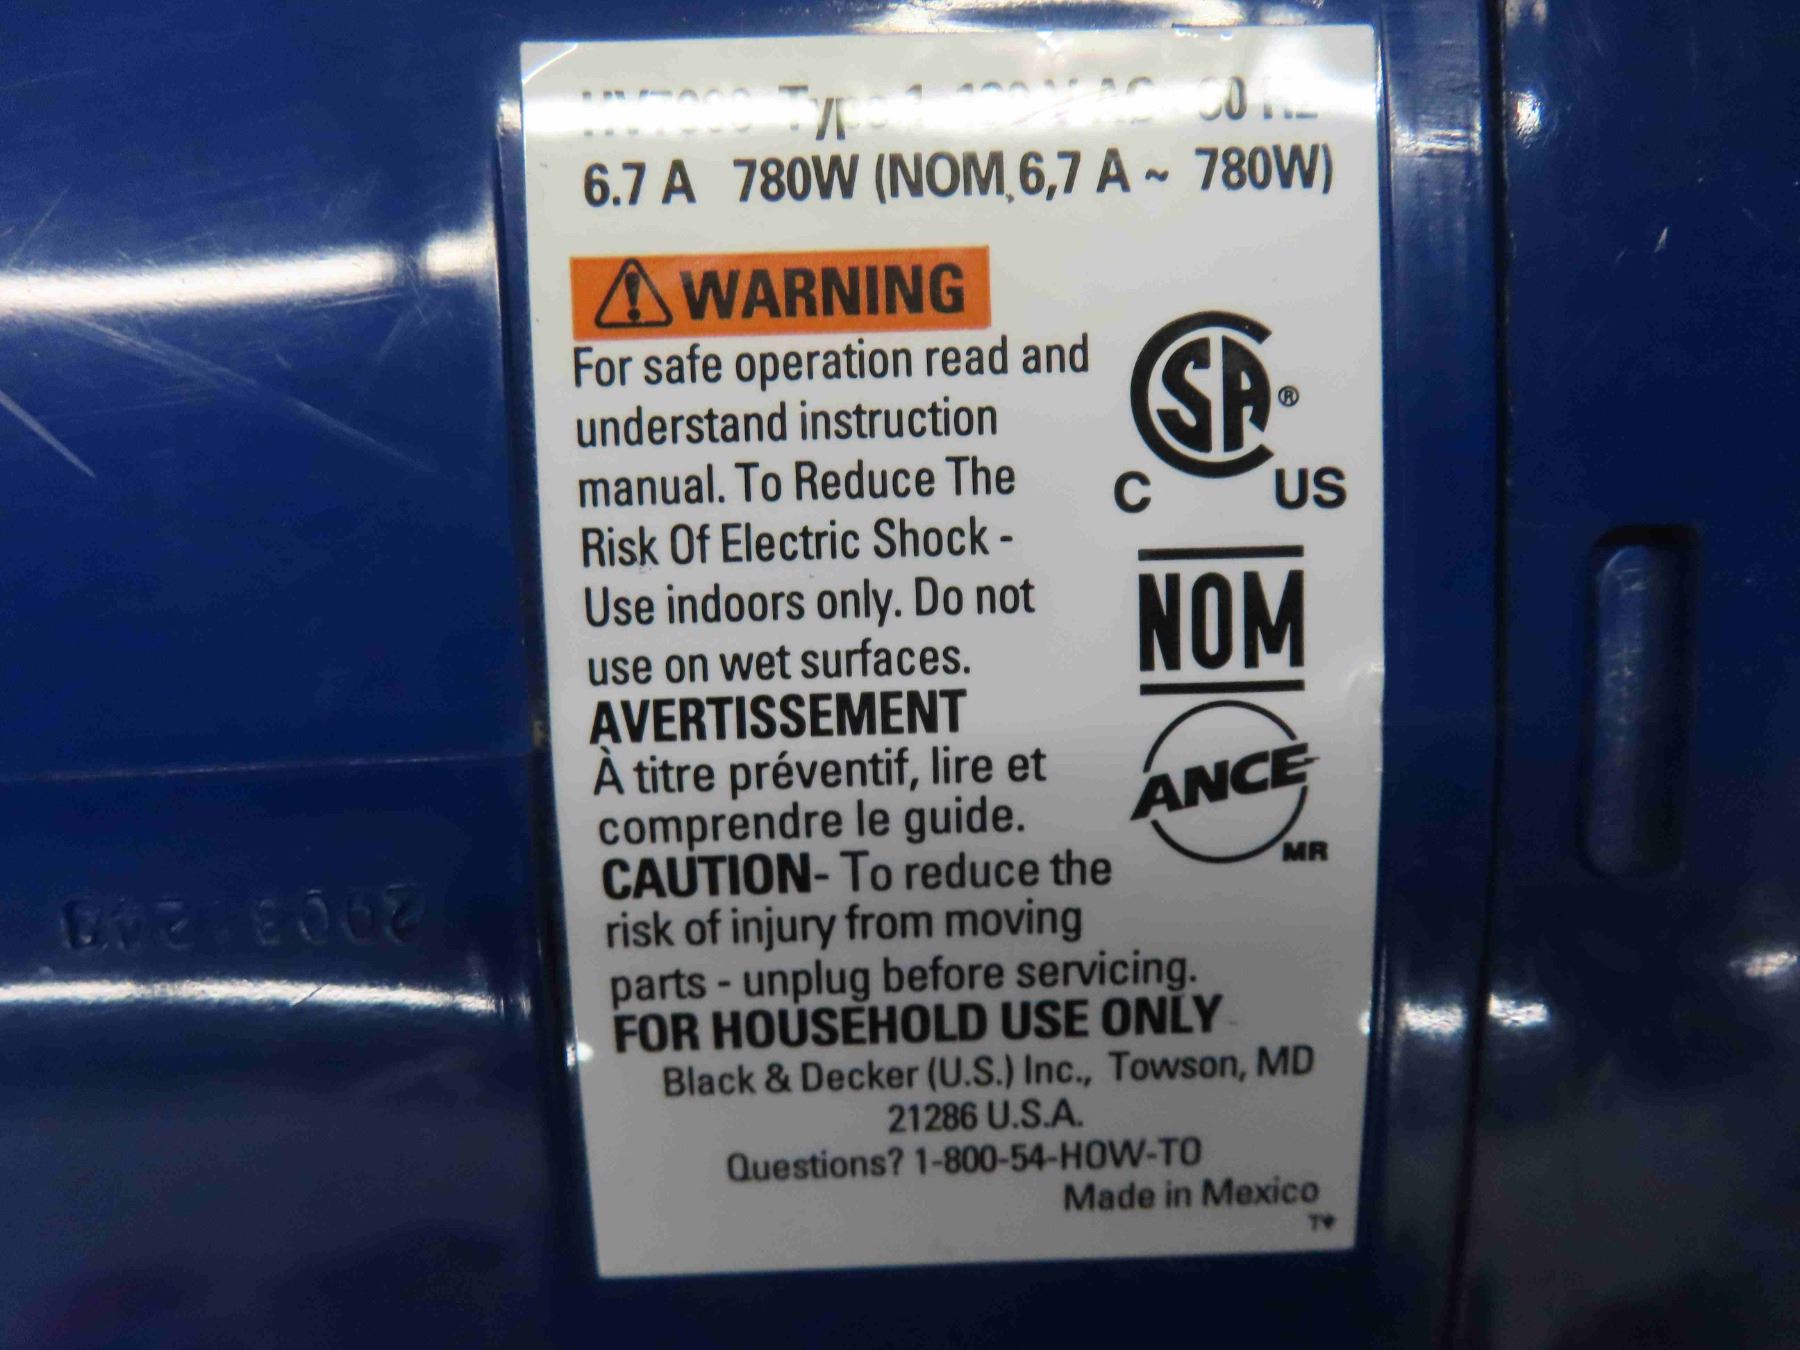 Type 1
6.7 A 780W (NOM. 6,7 A ~ 780W)
WARNING
For safe operation read and
understand instruction
manual. To Reduce The
Risk Of Electric Shock -
Use indoors only. Do not
use on wet surfaces.
AVERTISSEMENT
À titre préventif, lire et
comprendre le guide.
CAUTION- To reduce the
risk of injury from moving
parts - unplug before servicing.
FOR HOUSEHOLD USE ONLY
Black & Decker (U.S.) Inc., Towson, MD
21286 U.S.A.
Questions? 1-800-54-HOW-TO
Made in Mexico
SA®
C US
NOM
ANCE
MR